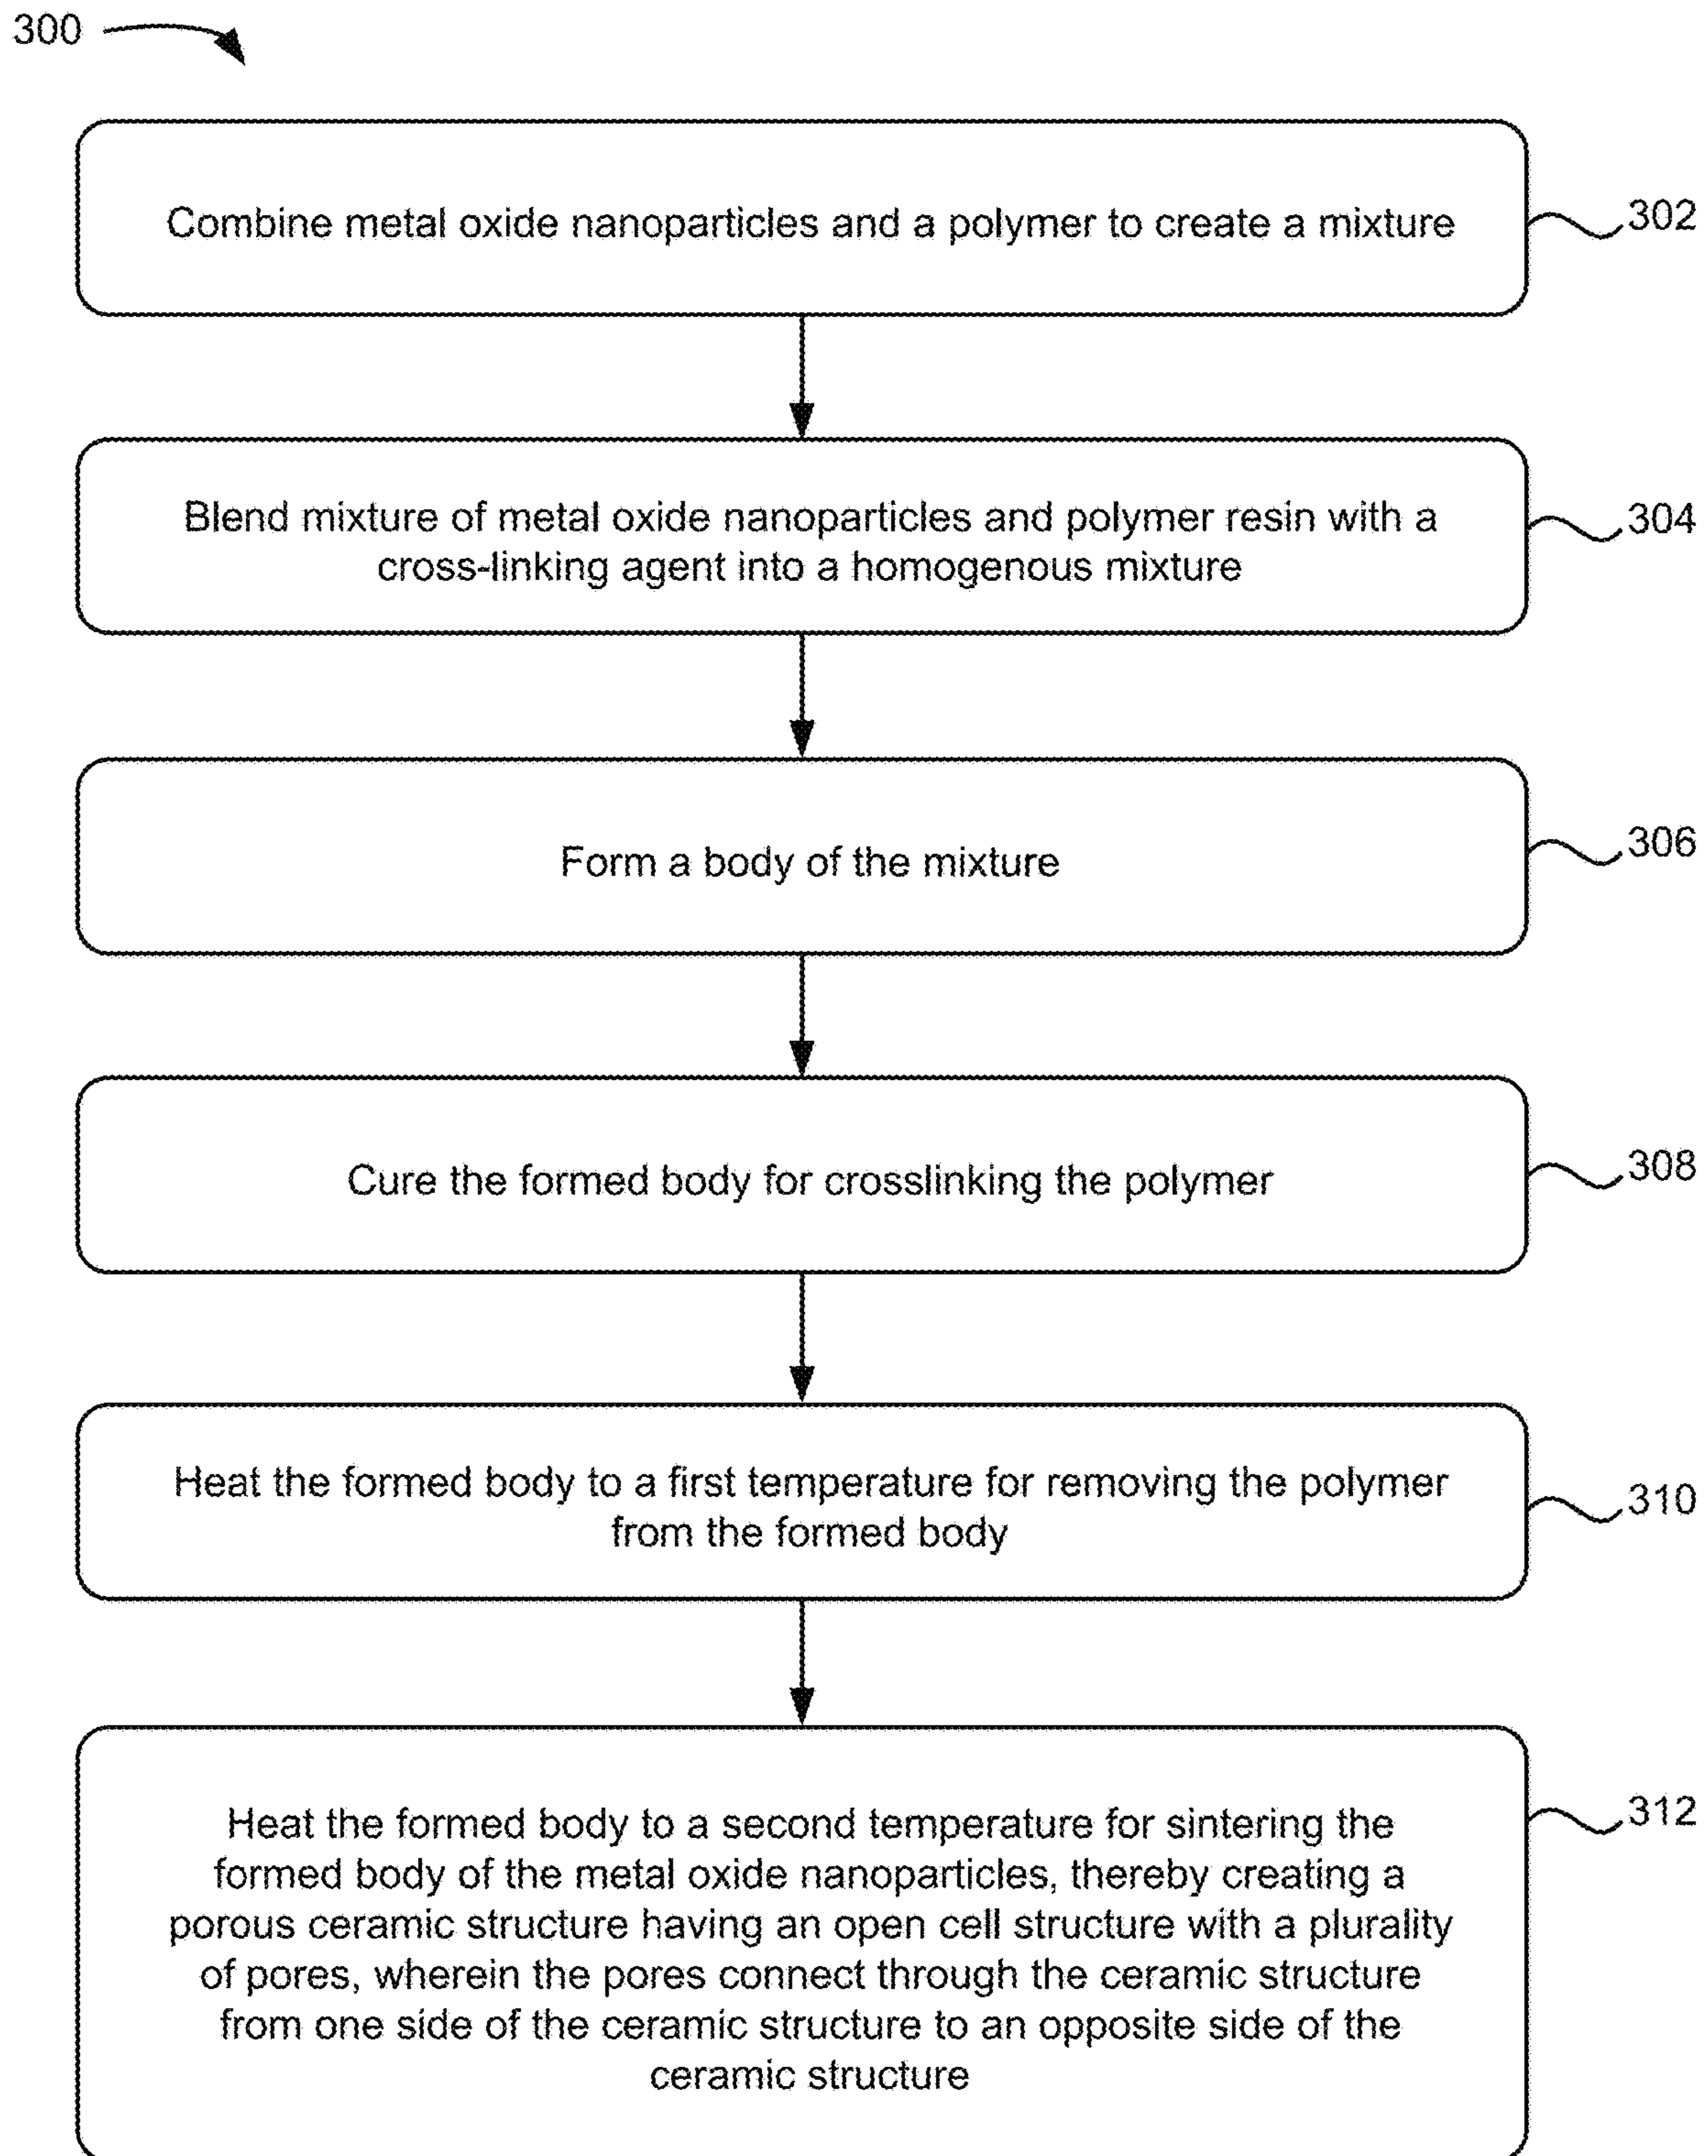 300
Combine metal oxide nanoparticles and a polymer to create a mixture
302
Blend mixture of metal oxide nanoparticles and polymer resin with a
cross-linking agent into a homogenous mixture
304
Form a body of the mixture
306
Cure the formed body for crosslinking the polymer
308
Heat the formed body to a first temperature for removing the polymer
from the formed body
310
Heat the formed body to a second temperature for sintering the
formed body of the metal oxide nanoparticles, thereby creating a
porous ceramic structure having an open cell structure with a plurality
of pores, wherein the pores connect through the ceramic structure
from one side of the ceramic structure to an opposite side of the
ceramic structure
312